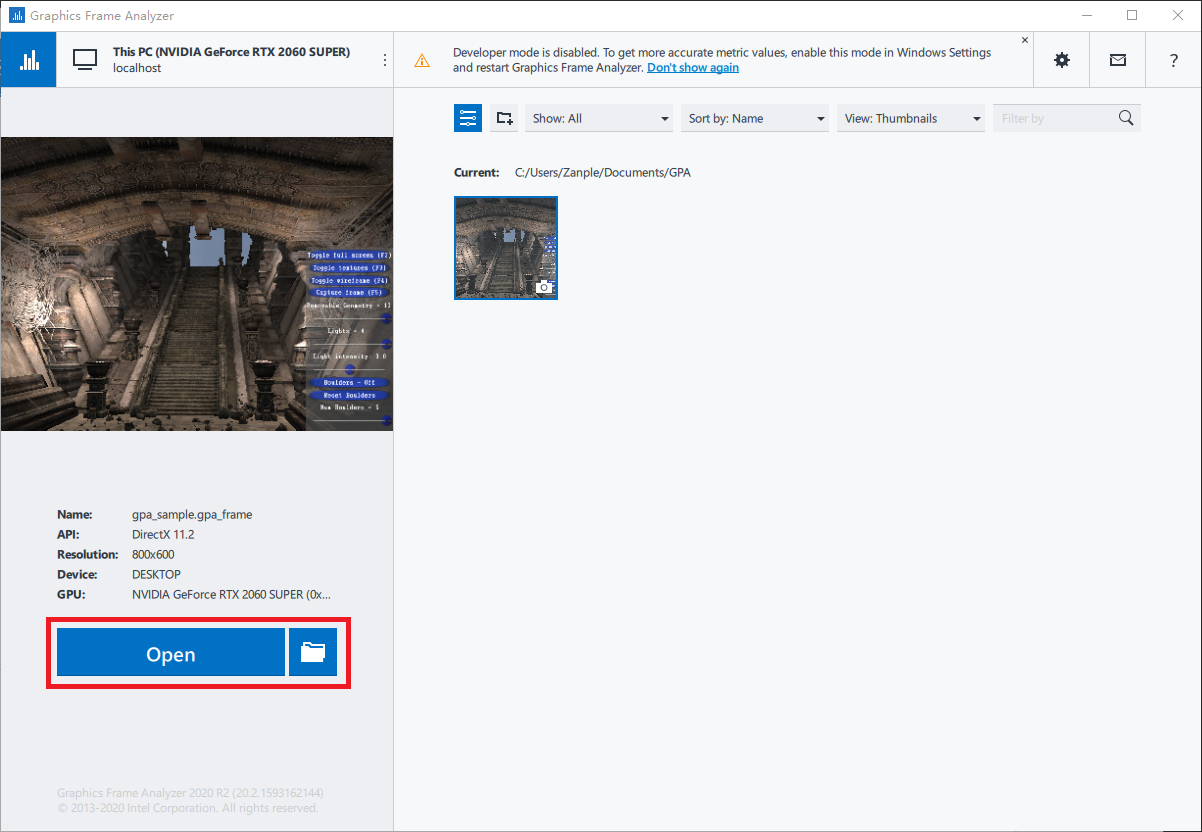 Graphics Frame Analyzer
This PC (NVIDIA GeForce RTX 2060 SUPER)
localhost
Developer mode is disabled. To get more accurate metric values, enable this mode in Windows Settings
and restart Graphics Frame Analyzer. Don't show again
?
Show: All
Sort by: Name
View: Thumbnails
Filter by
Current: C:/Users/Zanple/Documents/GPA
Toggle full screen (F2)
Toggle textures (F3)
Toggle wireframe (F4)
Capture frame (F5)
Geometry - 11
Lights - 4
Light intensity: 3.0
Boulders - Off
Reset Boulders
Num Boulders - 5
Name: gpa_sample.gpa_frame
API: DirectX 11.2
Resolution: 800x600
Device: DESKTOP
GPU: NVIDIA GeForce RTX 2060 SUPER (0x...
Open
Graphics Frame Analyzer 2020 R2 (20.2.1593162144)
© 2013-2020 Intel Corporation. All rights reserved.